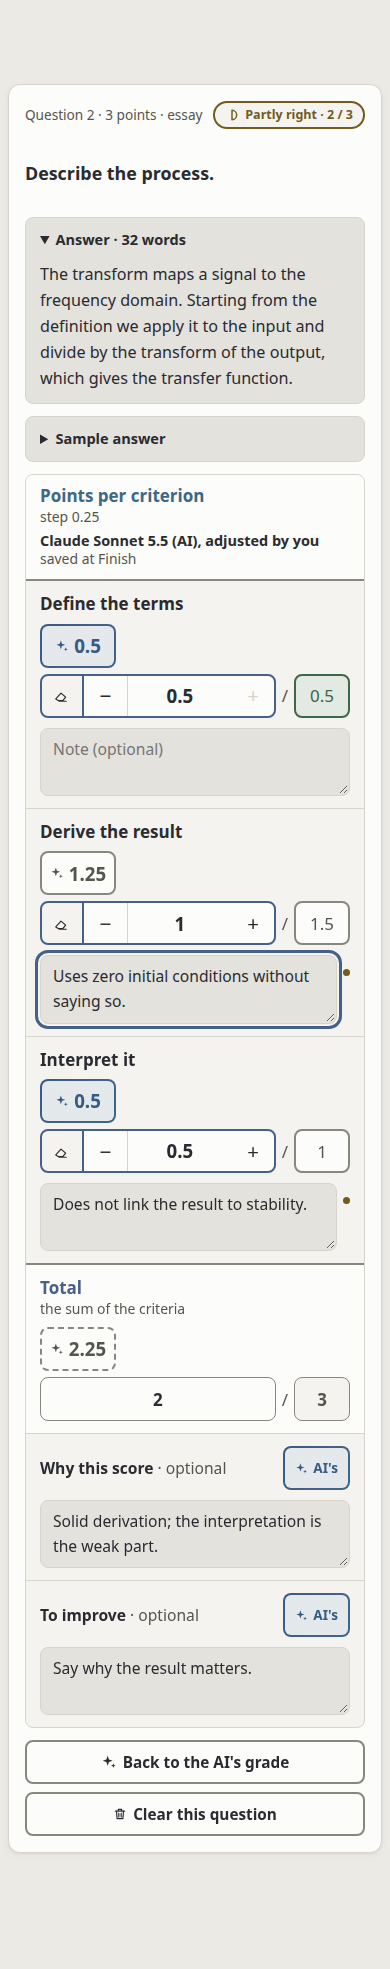 Question 2 · 3 points · essay
Partly right · 2 / 3
Describe the process.
Answer · 32 words
The transform maps a signal to the
frequency domain. Starting from the
definition we apply it to the input and
divide by the transform of the output,
which gives the transfer function.
Sample answer
Points per criterion
step 0.25
Claude Sonnet 5.5 (AI), adjusted by you
saved at Finish
Define the terms
0.5
− 0.5 + / 0.5
Note (optional)
Derive the result
1.25
− 1 + / 1.5
Uses zero initial conditions without
saying so.
Interpret it
0.5
− 0.5 + / 1
Does not link the result to stability.
Total
the sum of the criteria
2.25
2 / 3
Why this score · optional
AI's
Solid derivation; the interpretation is
the weak part.
To improve · optional
AI's
Say why the result matters.
Back to the AI's grade
Clear this question